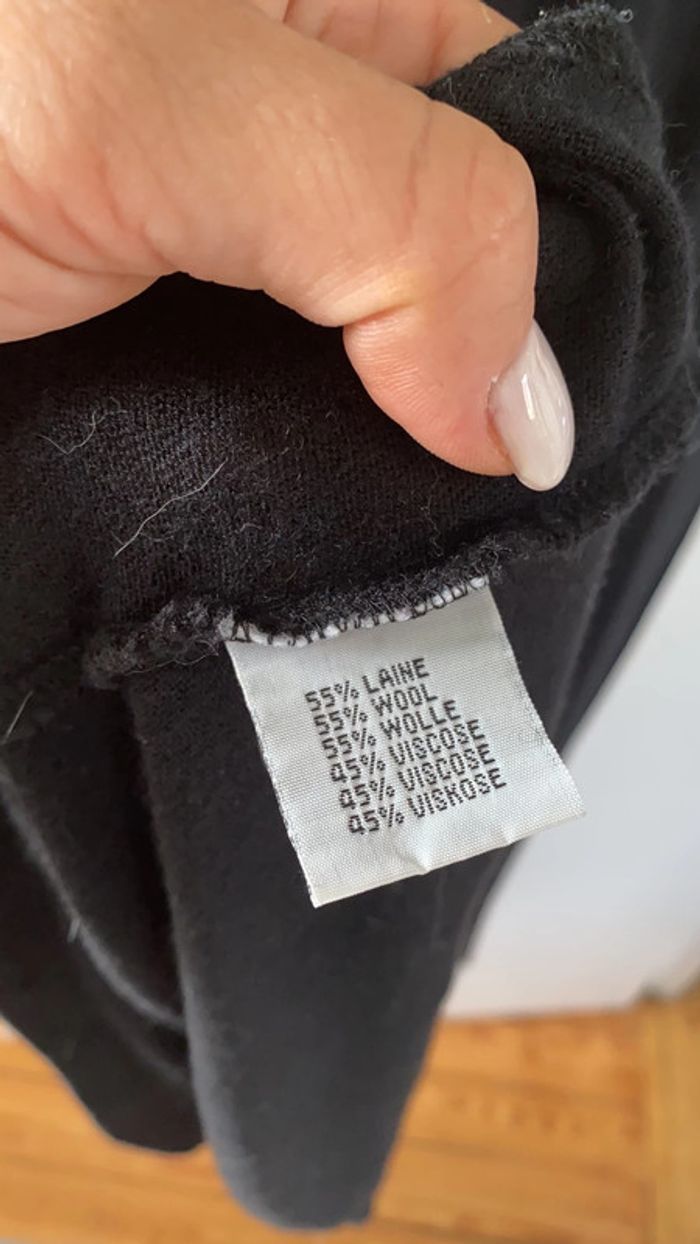 55% LAINE
55% WOOL
55% WOLLE
45% VISCOSE
45% VISCOSE
45% VISKOSE